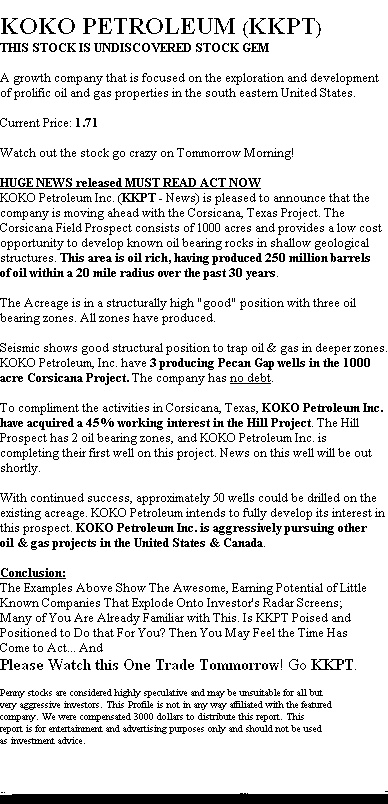 KOKO PETROLEUM (KKPT)
THIS STOCK IS UNDISCOVERED STOCK GEM
A growth company that is focused on the exploration and development
of prolific oil and gas properties in the south eastern United States.
Current Price: 1.71
Watch out the stock go crazy on Tommorrow Morning!
HUGE NEWS released MUST READ ACT NOW
KOKO Petroleum Inc. (KKPT - News) is pleased to announce that the
company is moving ahead with the Corsicana, Texas Project. The
Corsicana Field Prospect consists of 1000 acres and provides a low cost
opportunity to develop known oil bearing rocks in shallow geological
structures. This area is oil rich, having produced 250 million barrels
of oil within a 20 mile radius over the past 30 years.
The Acreage is in a structurally high "good" position with three oil
bearing zones. All zones have produced.
Seismic shows good structural position to trap oil & gas in deeper zones.
KOKO Petroleum, Inc. have 3 producing Pecan Gap wells in the 1000
acre Corsicana Project. The company has no debt.
To compliment the activities in Corsicana, Texas, KOKO Petroleum Inc.
have acquired a 45% working interest in the Hill Project. The Hill
Prospect has 2 oil bearing zones, and KOKO Petroleum Inc. is
completing their first well on this project. News on this well will be out
shortly.
With continued success, approximately 50 wells could be drilled on the
existing acreage. KOKO Petroleum intends to fully develop its interest in
this prospect. KOKO Petroleum Inc. is aggressively pursuing other
oil & gas projects in the United States & Canada.
Conclusion:
The Examples Above Show The Awesome, Earning Potential of Little
Known Companies That Explode Onto Investor's Radar Screens;
Many of You Are Already Familiar with This. Is KKPT Poised and
Positioned to Do that For You? Then You May Feel the Time Has
Come to Act... And
Please Watch this One Trade Tommorrow! Go KKPT.
Penny stocks are considered highly speculative and may be unsuitable for all but
very aggressive investors. This Profile is not in any way affiliated with the featured
company. We were compensated 3000 dollars to distribute this report. This
report is for entertainment and advertising purposes only and should not be used
as investment advice.